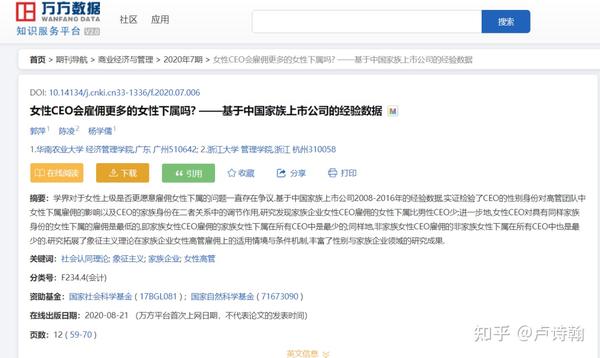 万方数据
WANFANG DATA
知识服务平台 V2.0
社区 应用
搜索
首页 > 期刊导航 > 商业经济与管理 > 2020年7期 > 女性CEO会雇佣更多的女性下属吗? ——基于中国家族上市公司的经验数据
DOI: 10.14134/j.cnki.cn33-1336/f.2020.07.006
女性CEO会雇佣更多的女性下属吗? ——基于中国家族上市公司的经验数据 M
郭萍1 陈凌2 杨学儒1
1.华南农业大学 经济管理学院,广东 广州510642; 2.浙江大学 管理学院,浙江 杭州310058
在线阅读 下载 引用 收藏 分享 打印
摘要: 学界对于女性上级是否更愿意雇佣女性下属的问题一直存在争议.基于中国家族上市公司2008-2016年的经验数据,实证检验了CEO的性别身份对高管团队中
女性下属雇佣的影响以及CEO的家族身份在二者关系中的调节作用,研究发现家族企业女性CEO雇佣的女性下属比男性CEO少;进一步地,女性CEO对具有同样家族
身份的女性下属的雇佣是最低的,即家族女性CEO雇佣的家族女性下属在所有CEO中是最少的;同样地,非家族女性CEO雇佣的非家族女性下属在所有CEO中也是最
少的.研究拓展了象征主义理论在家族企业女性高管雇佣上的适用情境与条件机制,丰富了性别与家族企业领域的研究成果.
关键词: 社会认同理论; 象征主义; 家族企业; 女性高管
分类号: F234.4(会计)
资助基金: 国家社会科学基金 ( 17BGL081 ) ; 国家自然科学基金 ( 71673090 )
在线出版日期: 2020-08-21 (万方平台首次上网日期,不代表论文的发表时间)
页数: 12 ( 59-70 )
英文信息
知乎 @卢诗翰